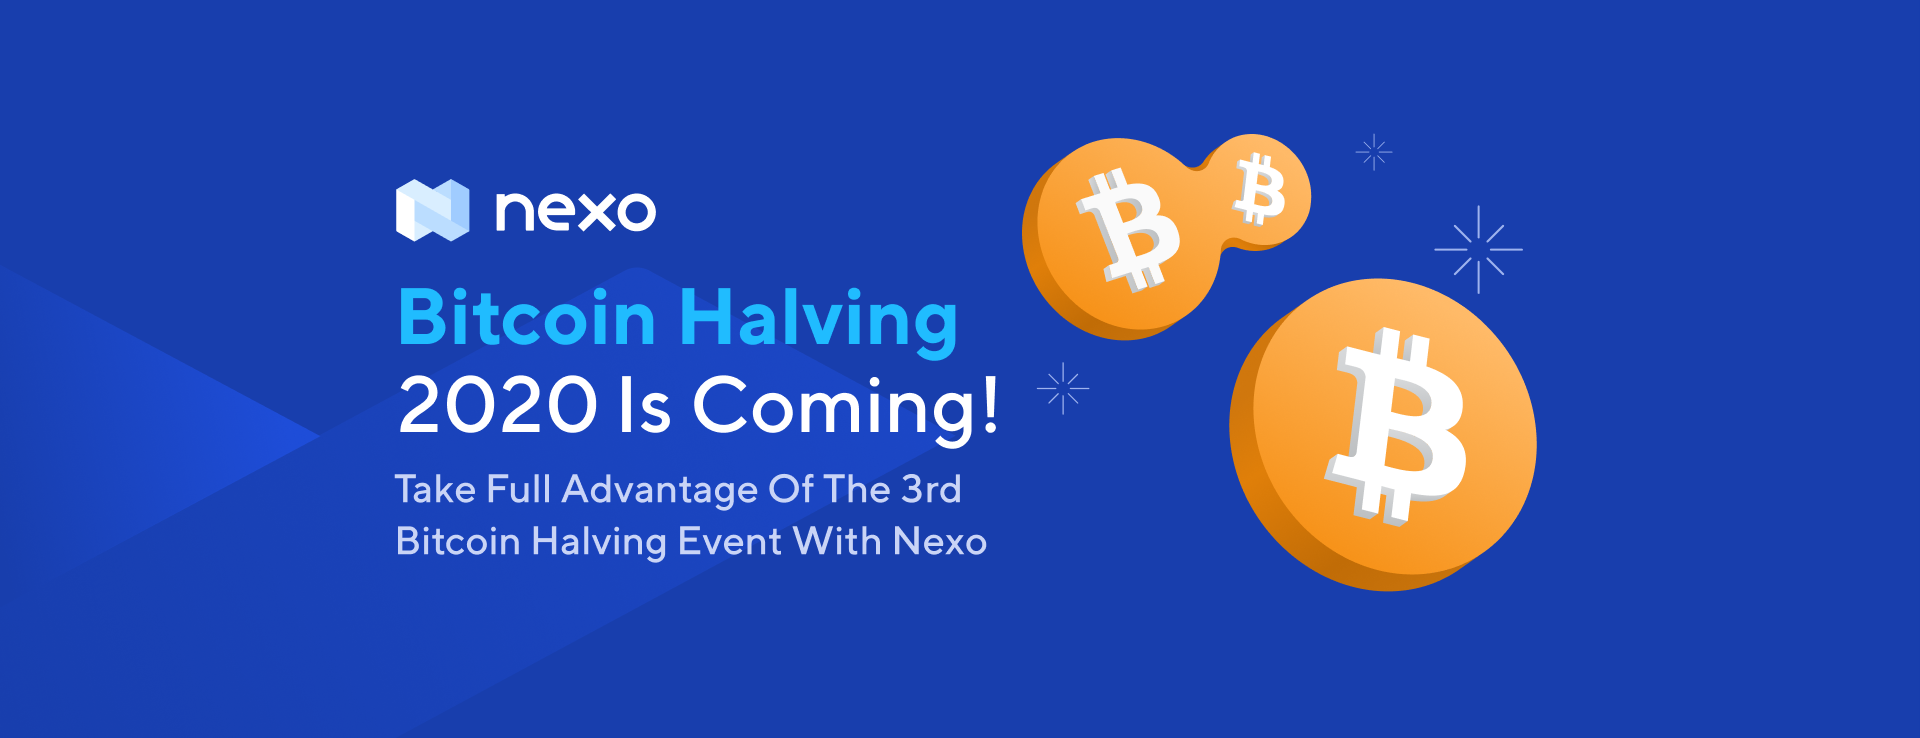 nexo
Bitcoin Halving
2020 Is Coming!
Take Full Advantage Of The 3rd
Bitcoin Halving Event With Nexo